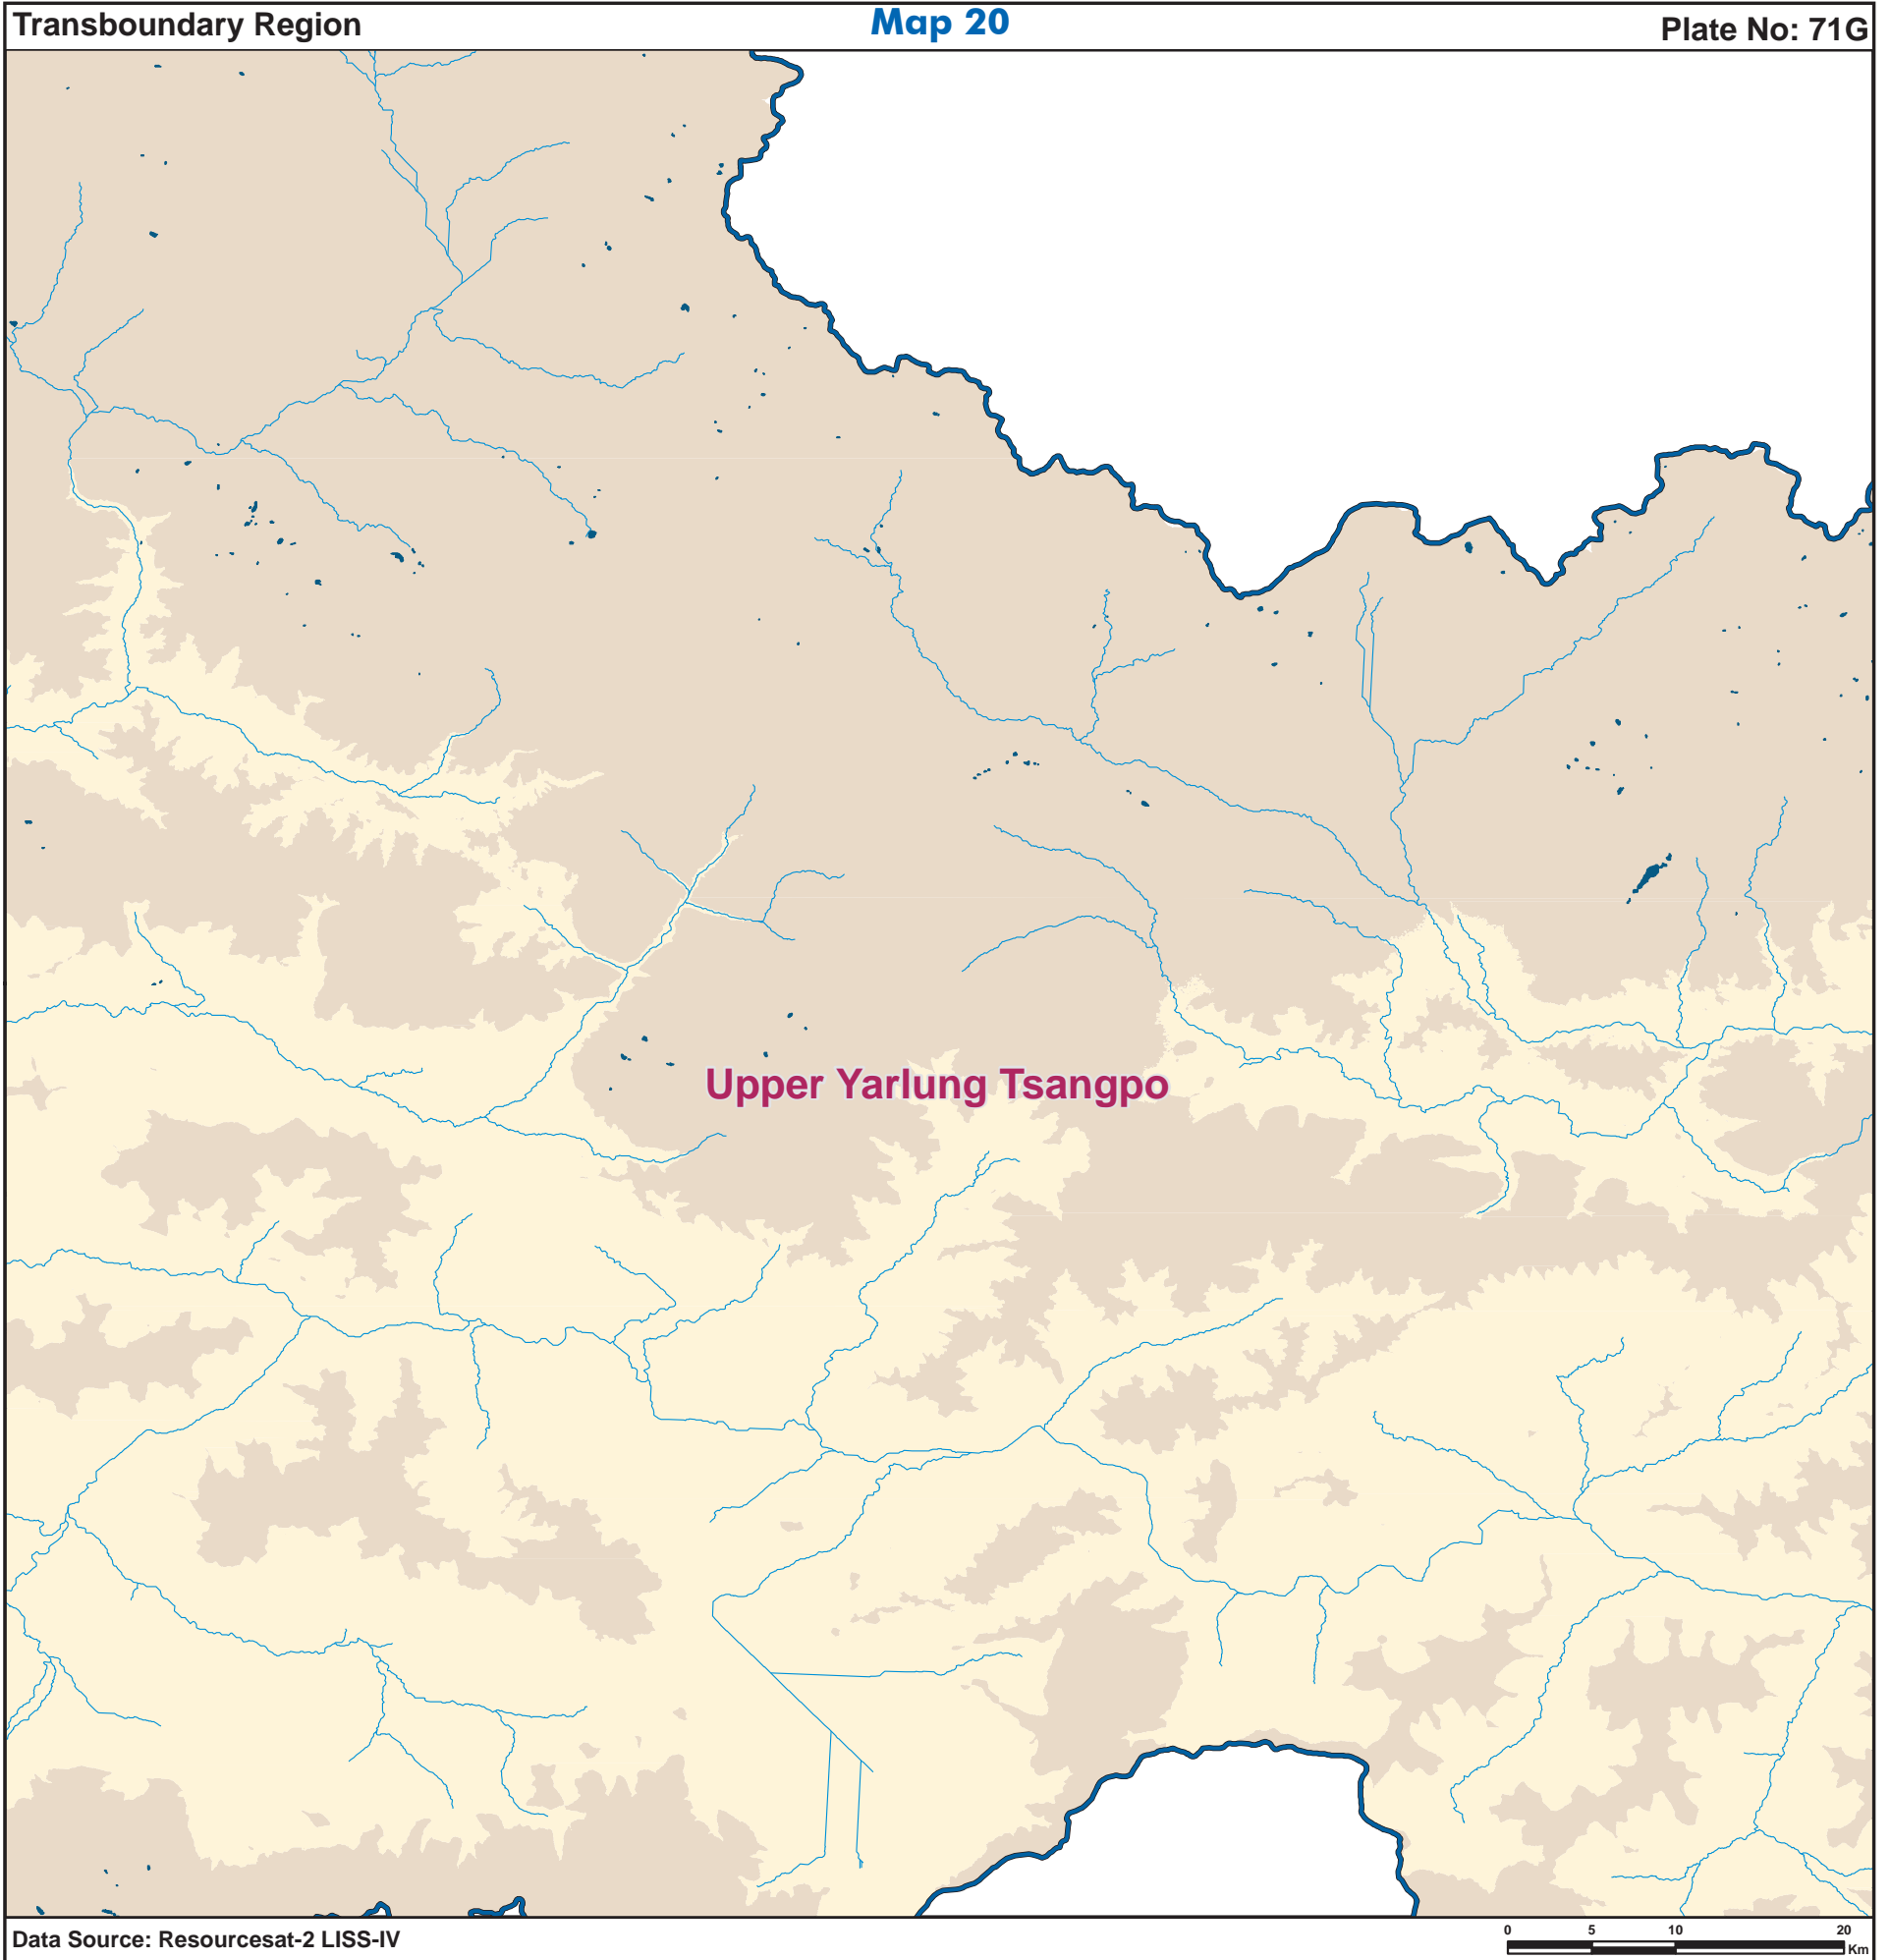 Transboundary Region
Map 20
Plate No: 71G
Upper Yarlung Tsangpo
Data Source: Resourcesat-2 LISS-IV
0 5 10 20
Km